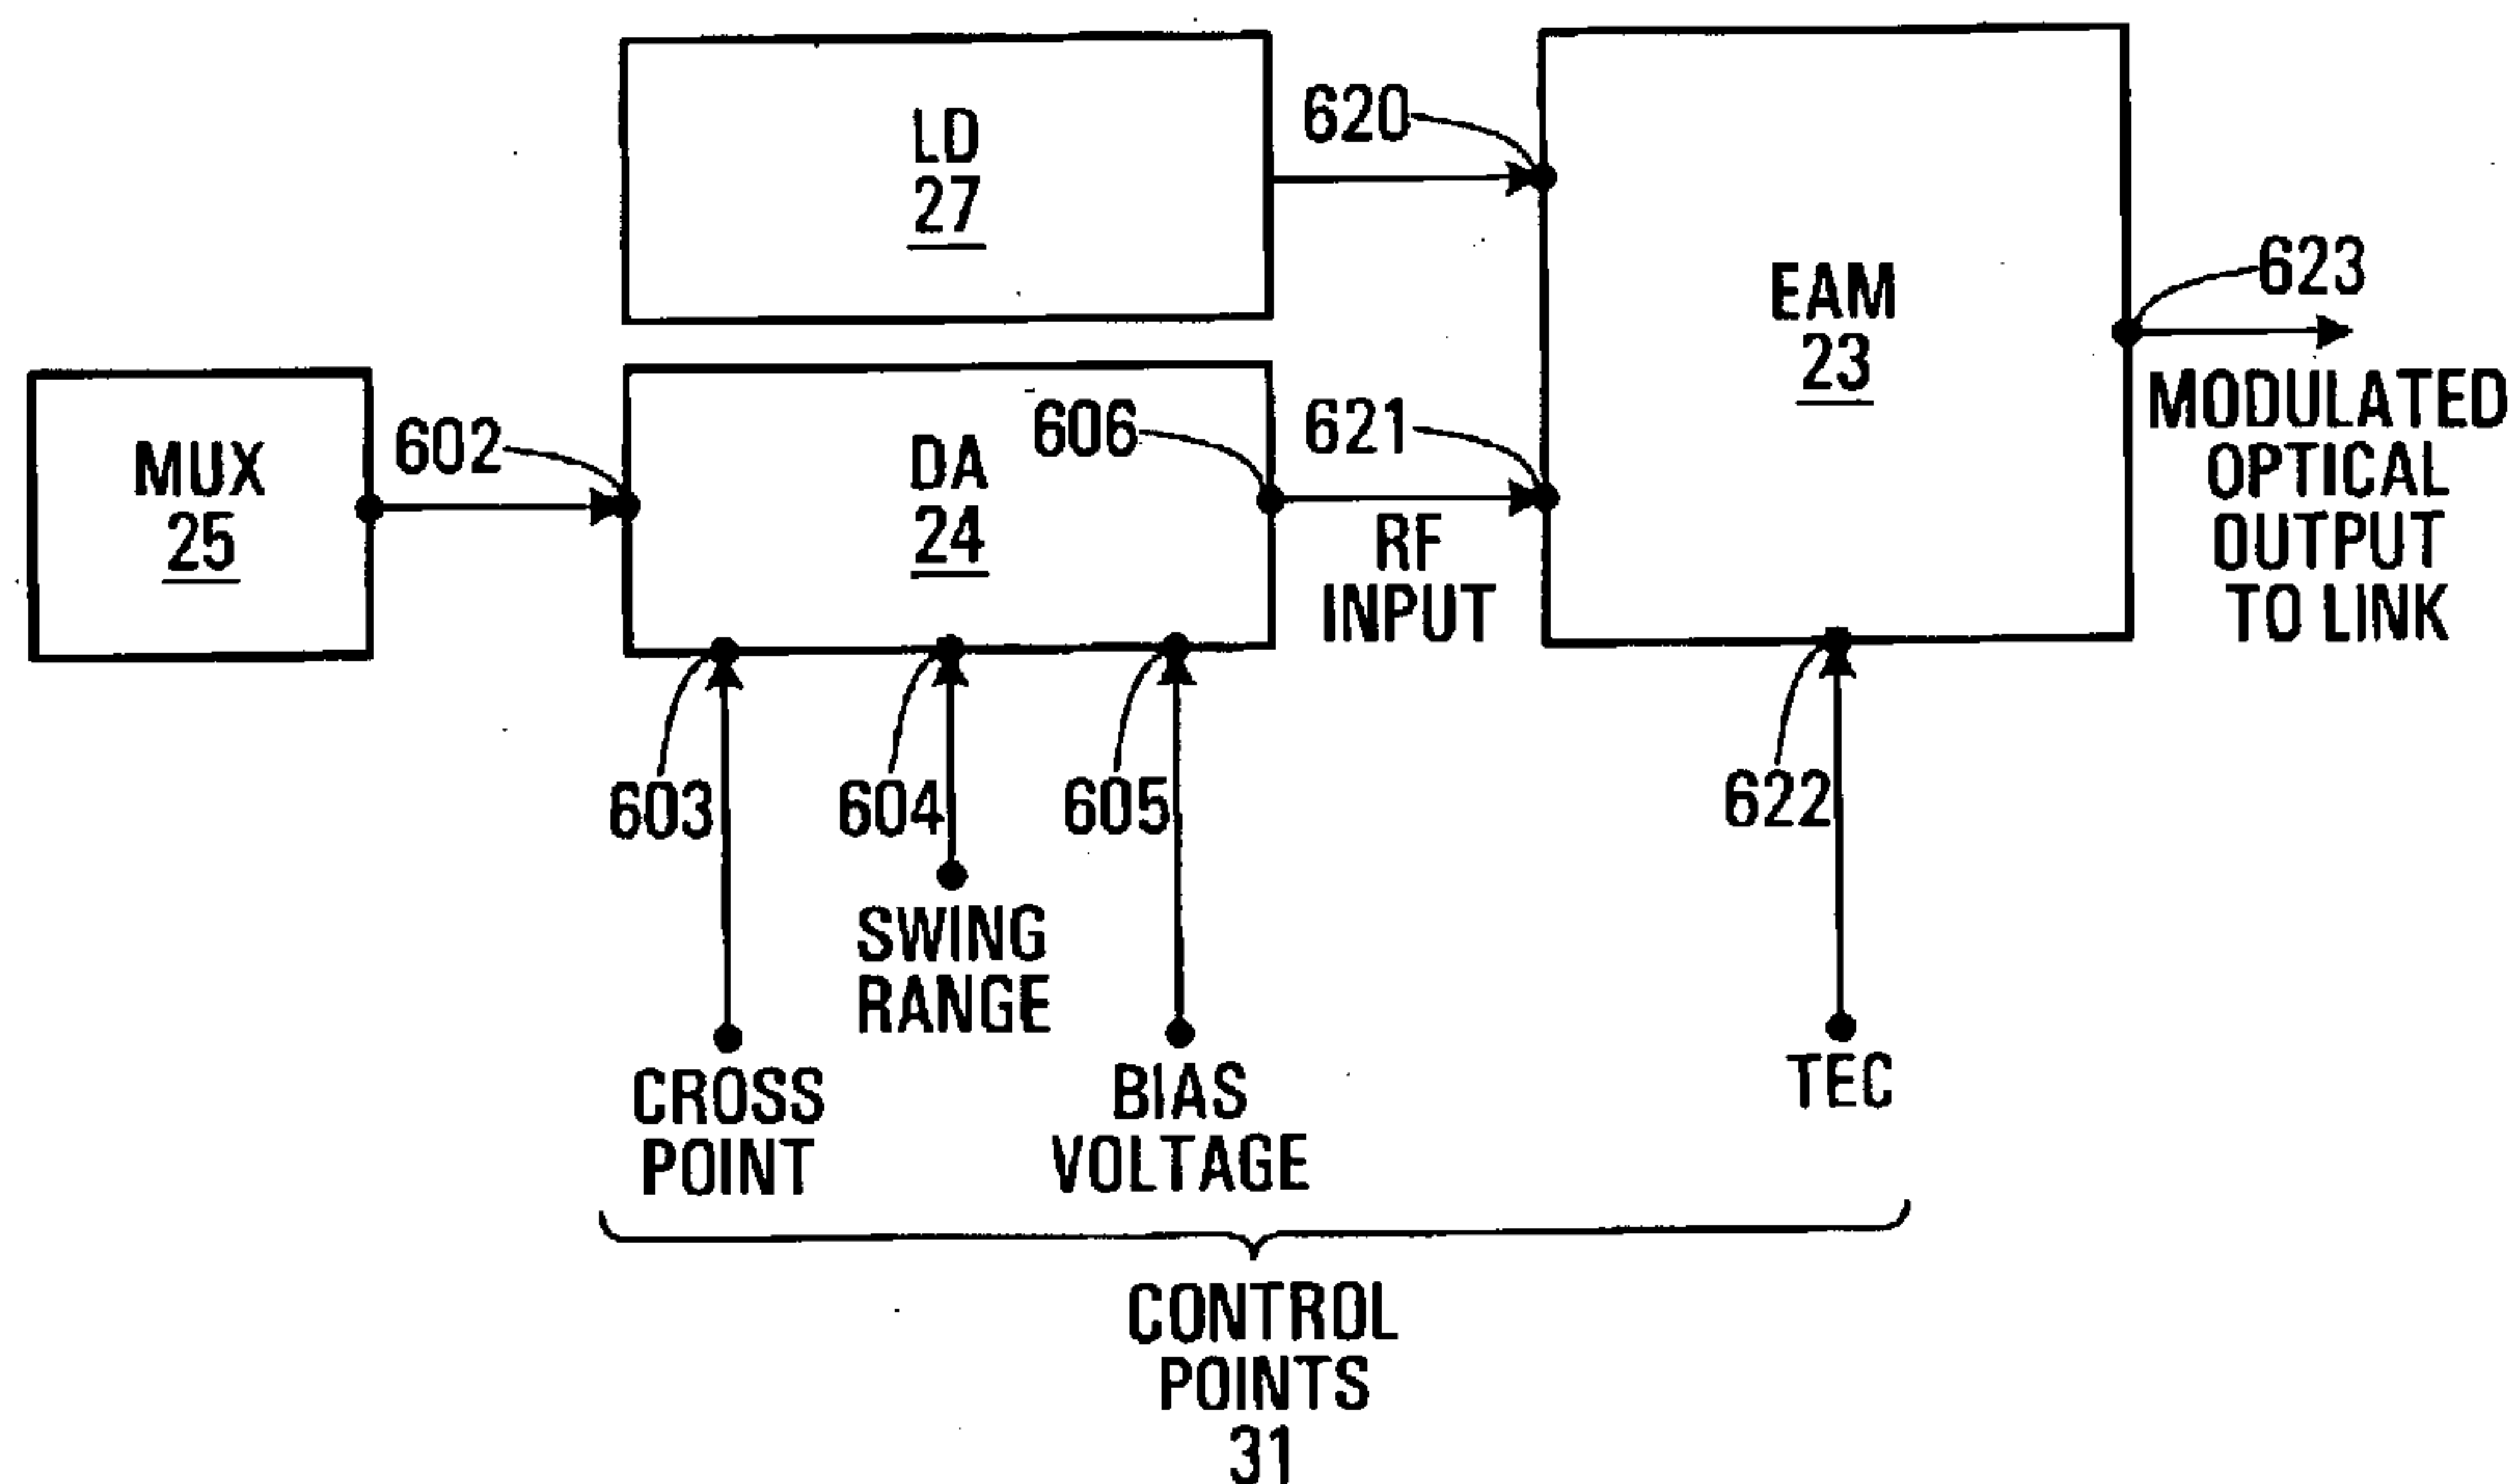 LD
27
620
EAM
23
623
MODULATED
OPTICAL
OUTPUT
TO LINK
MUX
25
602
DA
24
606
621
RF
INPUT
603
604
605
622
SWING
RANGE
CROSS
POINT
BIAS
VOLTAGE
TEC
CONTROL
POINTS
31